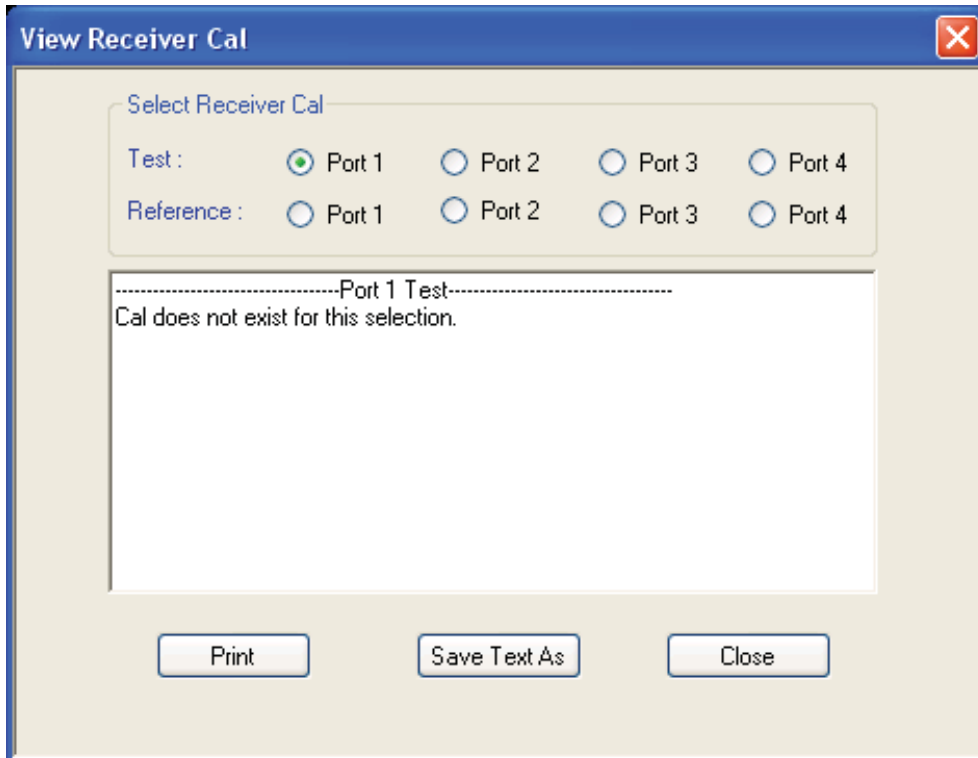 View Receiver Cal
Select Receiver Cal
Test : Port 1 Port 2 Port 3 Port 4
Reference : Port 1 Port 2 Port 3 Port 4
-----------------------------------Port 1 Test-----------------------------------
Cal does not exist for this selection.
Print Save Text As Close